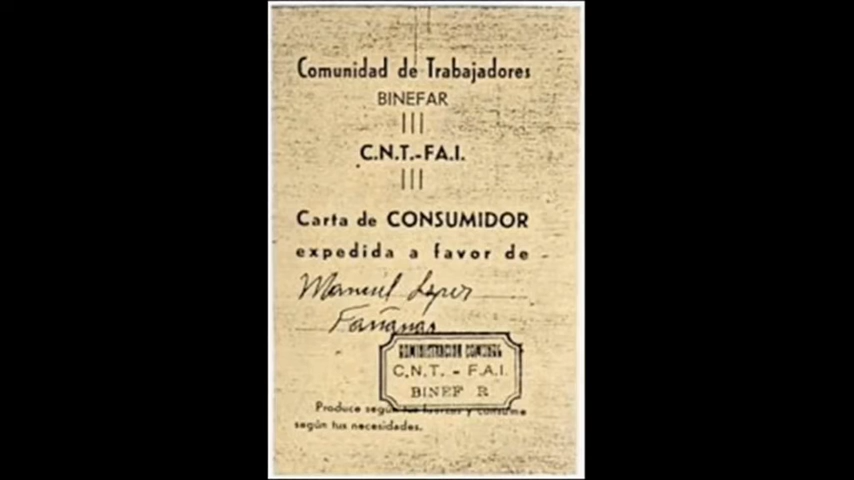 Comunidad de Trabajadores
BINEFAR
C.N.T.-F.A.I.
Carta de CONSUMIDOR
expedida a favor de
Manuel Lopez
Fañanas
C.N.T. - F.A.I.
BINEF R
Produce según tus fuerzas y consume
según tus necesidades.